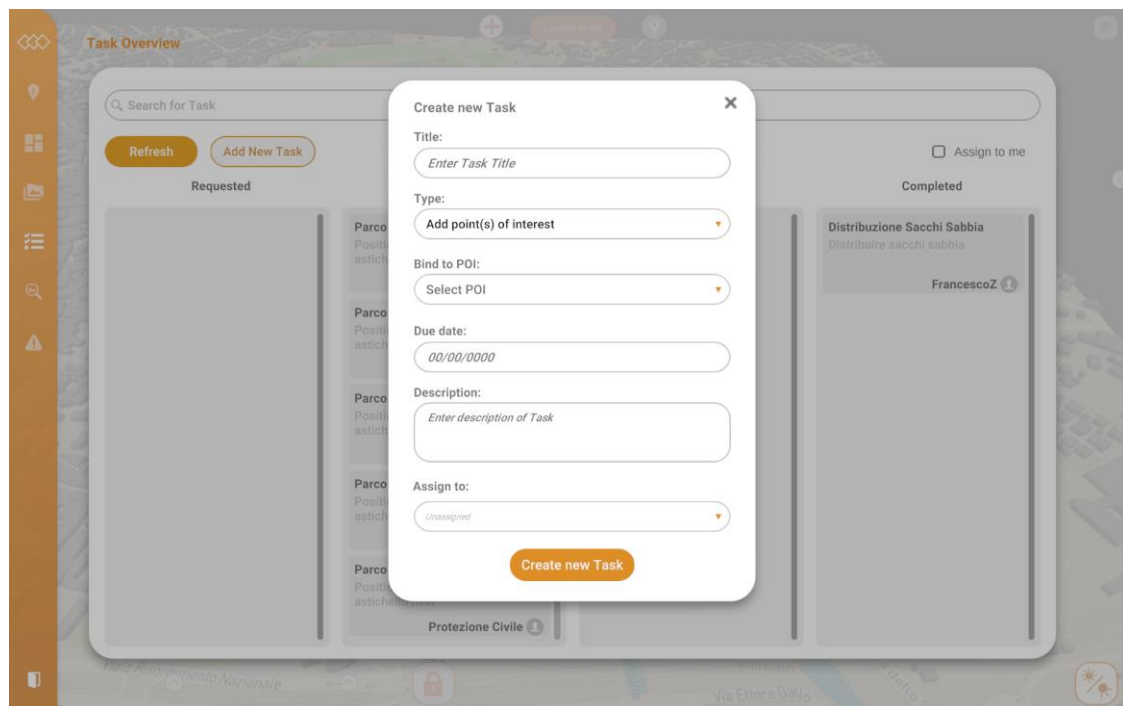 Task Overview
Search for Task
Refresh
Add New Task
Assign to me
Requested
Completed
Parco
Positi
astich
Parco
Positi
astich
Parco
Positi
astich
Parco
Positi
astich
Parco
Positi
Protezione Civile
Distribuzione Sacchi Sabbia
Distribuire sacchi sabbia
FrancescoZ
Create new Task
Title:
Enter Task Title
Type:
Add point(s) of interest
Bind to POI:
Select POI
Due date:
00/00/0000
Description:
Enter description of Task
Assign to:
Unassigned
Create new Task
Viale Risorgimento Nazionale
Via Ettore Gallo